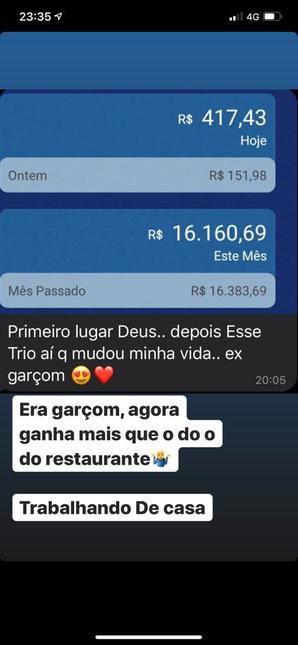 23:35
4G
R$ 417,43
Hoje
Ontem R$ 151,98
R$ 16.160,69
Este Mês
Mês Passado R$ 16.383,69
Primeiro lugar Deus.. depois Esse
Trio aí q mudou minha vida.. ex
garçom 😍❤️
20:05
Era garçom, agora
ganha mais que o do o
do restaurante🤷‍♂️
Trabalhando De casa